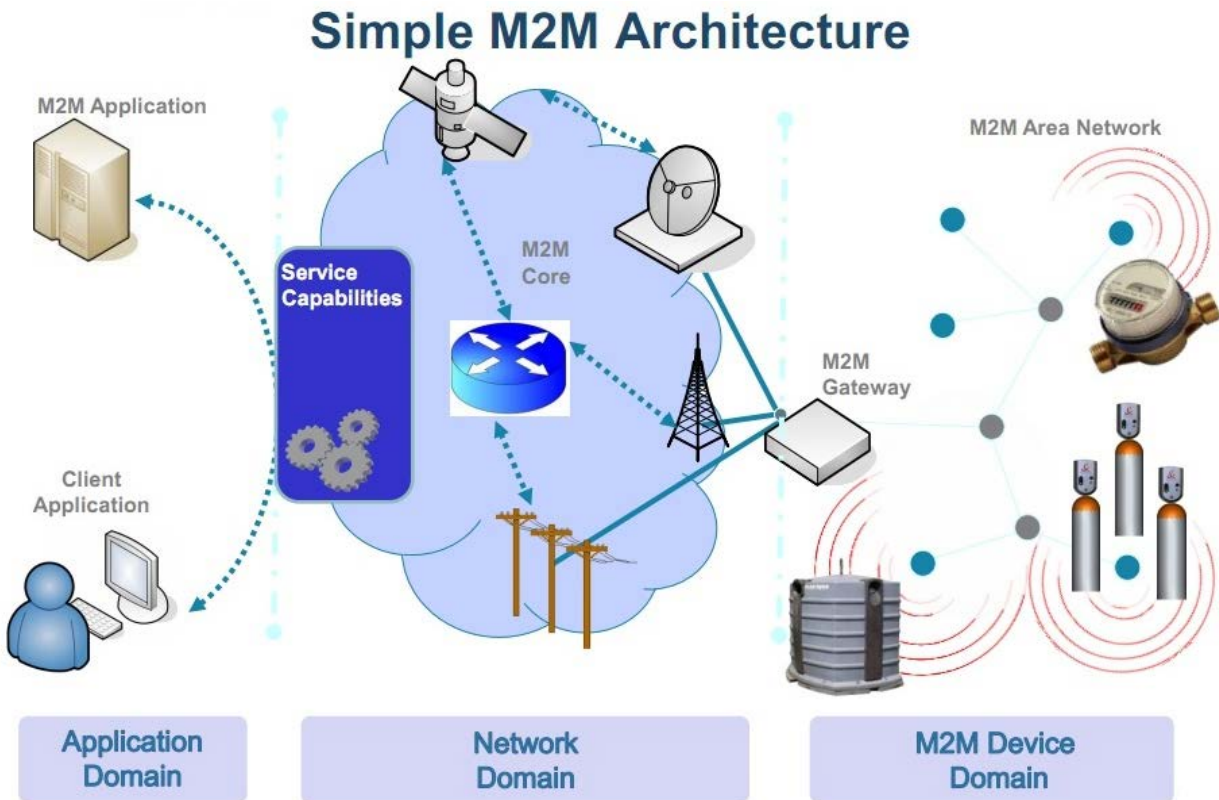 Simple M2M Architecture
M2M Application
M2M Area Network
Service
Capabilities
M2M
Core
M2M
Gateway
Client
Application
Application
Domain
Network
Domain
M2M Device
Domain